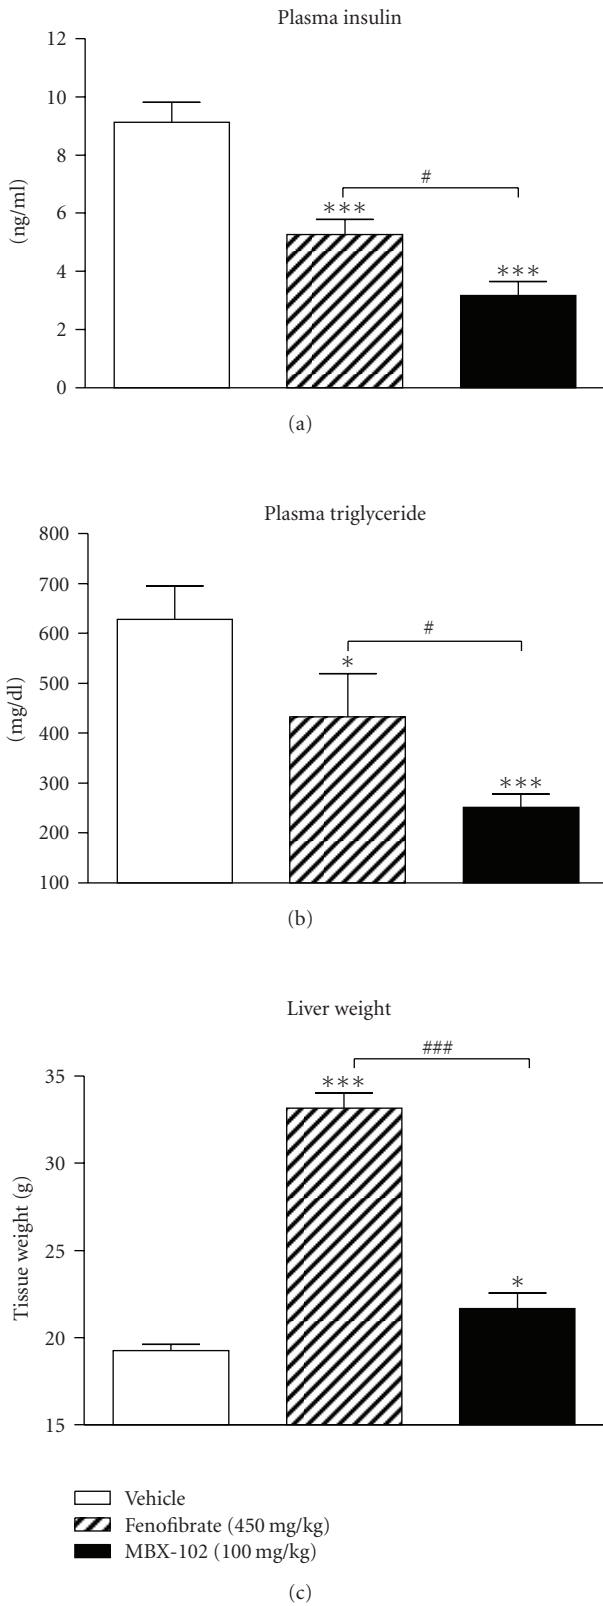 Plasma insulin
12
10
8
6
4
2
0
(ng/ml)
#
***
***
(a)
Plasma triglyceride
800
700
600
500
400
300
200
100
(mg/dl)
#
*
***
(b)
Liver weight
35
33
25
20
15
Tissue weight (g)
###
***
*
Vehicle
Fenofibrate (450 mg/kg)
MBX-102 (100 mg/kg)
(c)